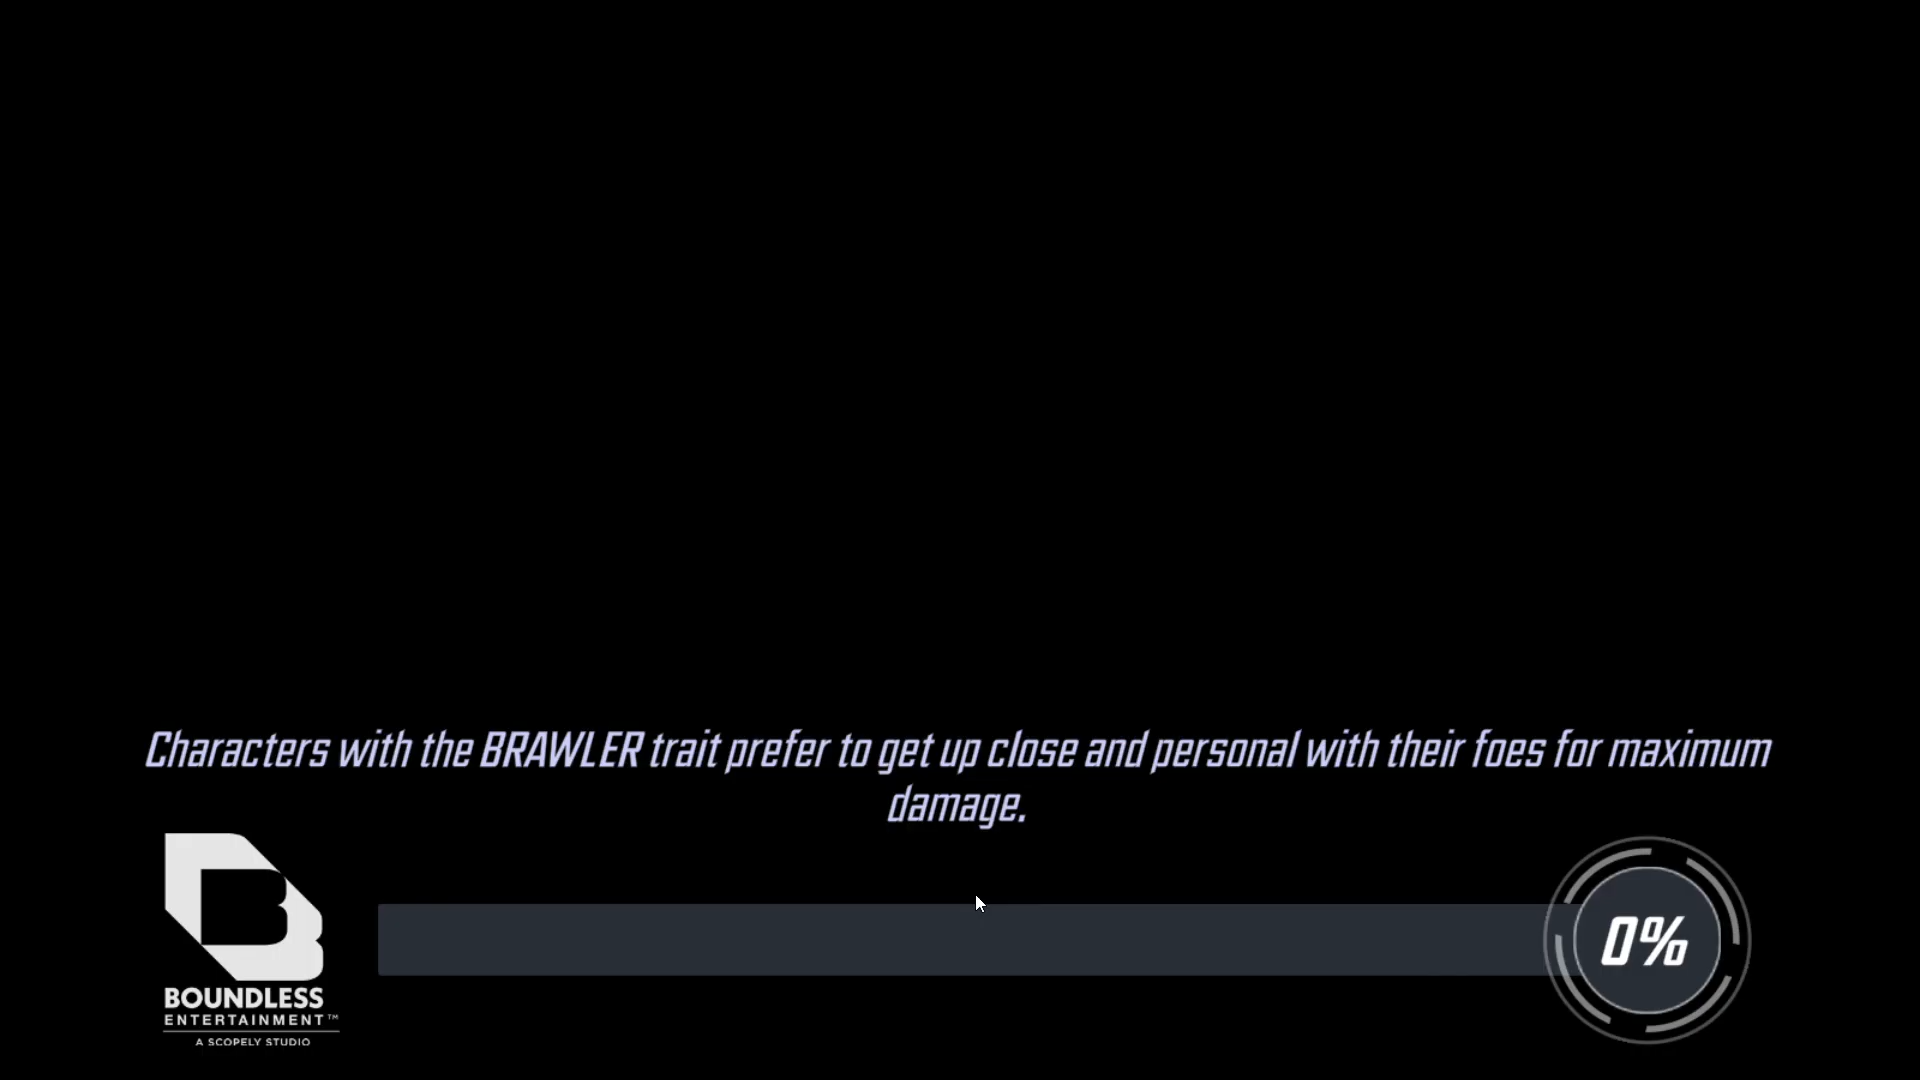 Characters with the BRAWLER trait prefer to get up close and personal with their foes for maximum
damage.
0%
BOUNDLESS
ENTERTAINMENT™
A SCOPELY STUDIO